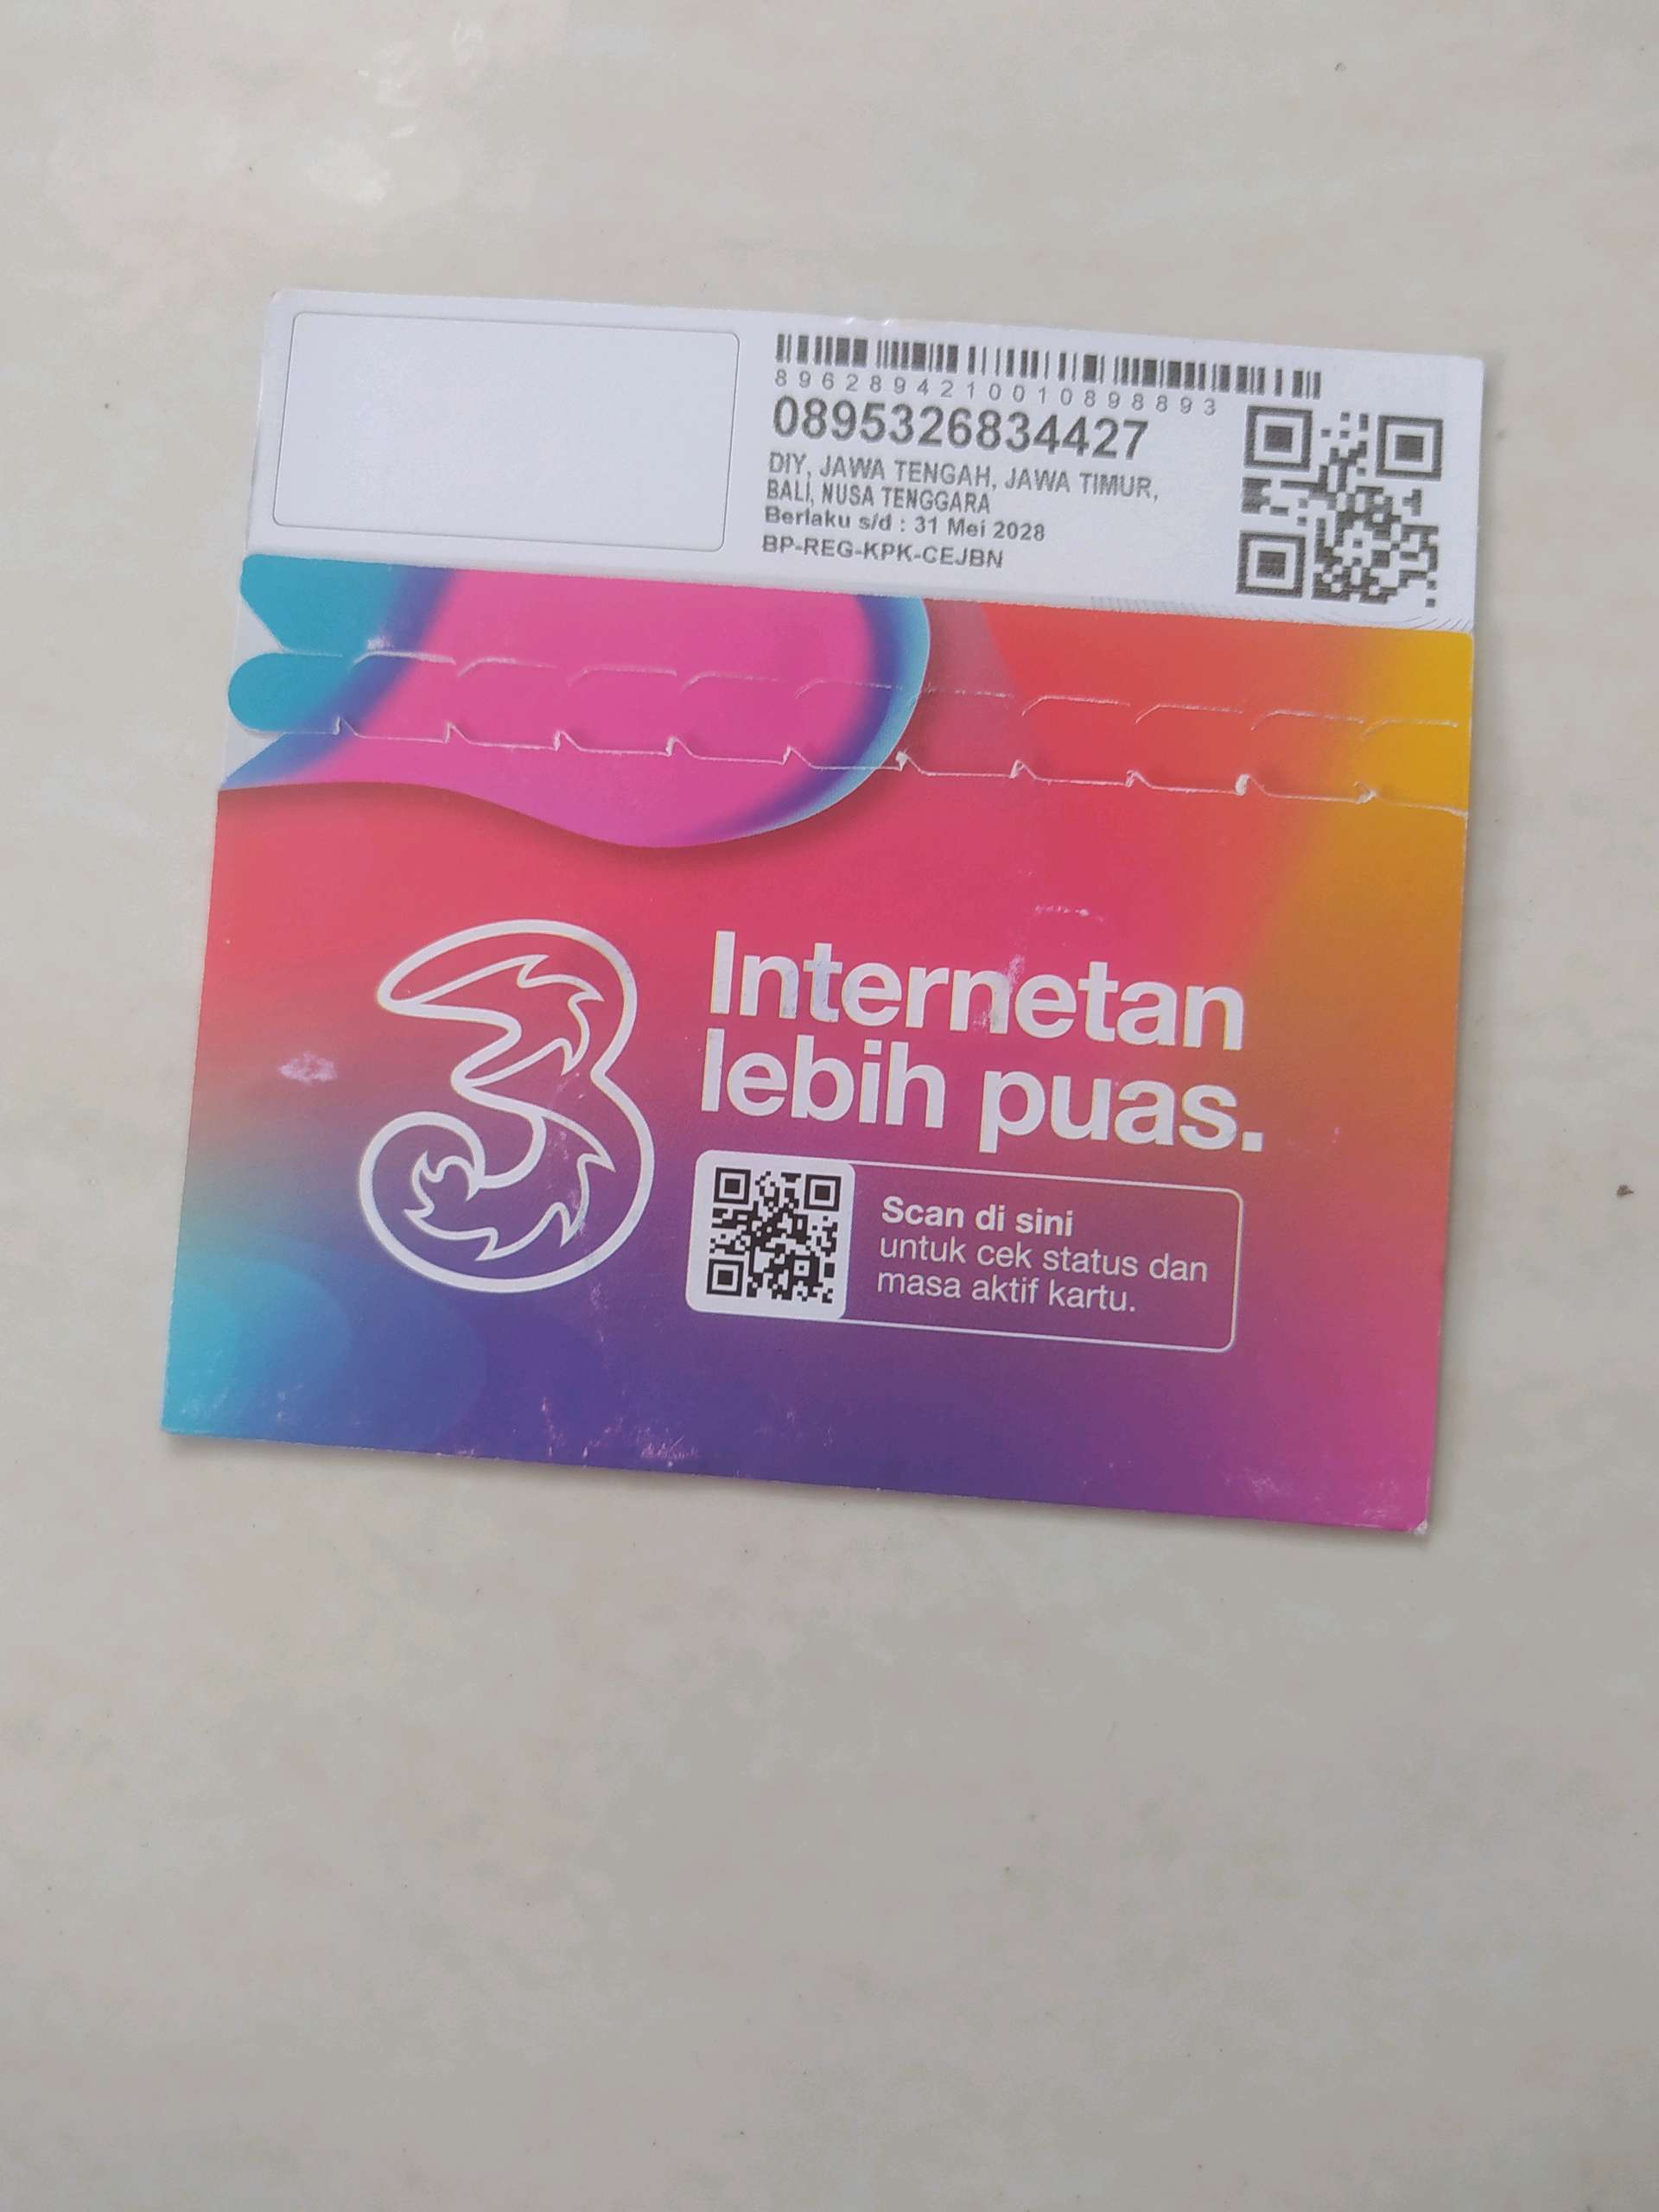 8962894210010898893
0895326834427
DIY, JAWA TENGAH, JAWA TIMUR,
BALI, NUSA TENGGARA
Berlaku s/d : 31 Mei 2028
BP-REG-KPK-CEJBN
3
Internetan
lebih puas.
Scan di sini
untuk cek status dan
masa aktif kartu.